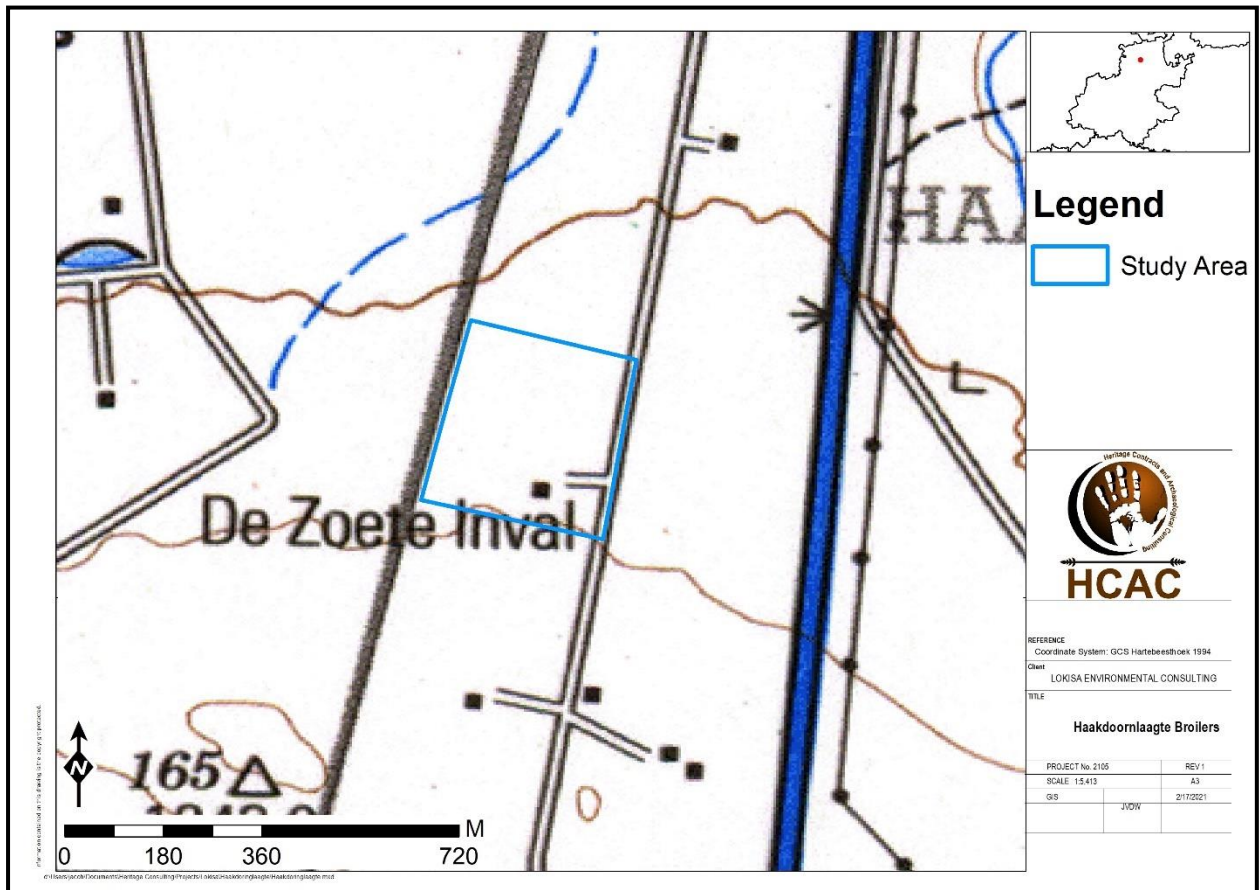 HA
L
De Zoete Inval
165
N
M
0 180 360 720
Legend
Study Area
Heritage Contracts and Archaeological Consulting
HCAC
REFERENCE
Coordinate System: GCS Hartebeesthoek 1994
Client
LOKISA ENVIRONMENTAL CONSULTING
TITLE
Haakdoornlaagte Broilers
PROJECT No. 2105 REV 1
SCALE 1:5,413 A3
GIS JVDW 2/17/2021